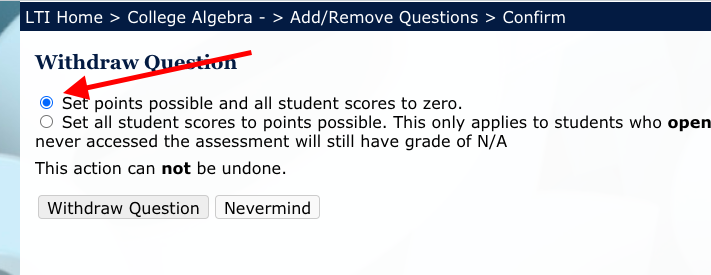 LTI Home > College Algebra - > Add/Remove Questions > Confirm
Withdraw Question
Set points possible and all student scores to zero.
Set all student scores to points possible. This only applies to students who open
never accessed the assessment will still have grade of N/A
This action can not be undone.
Withdraw Question Nevermind